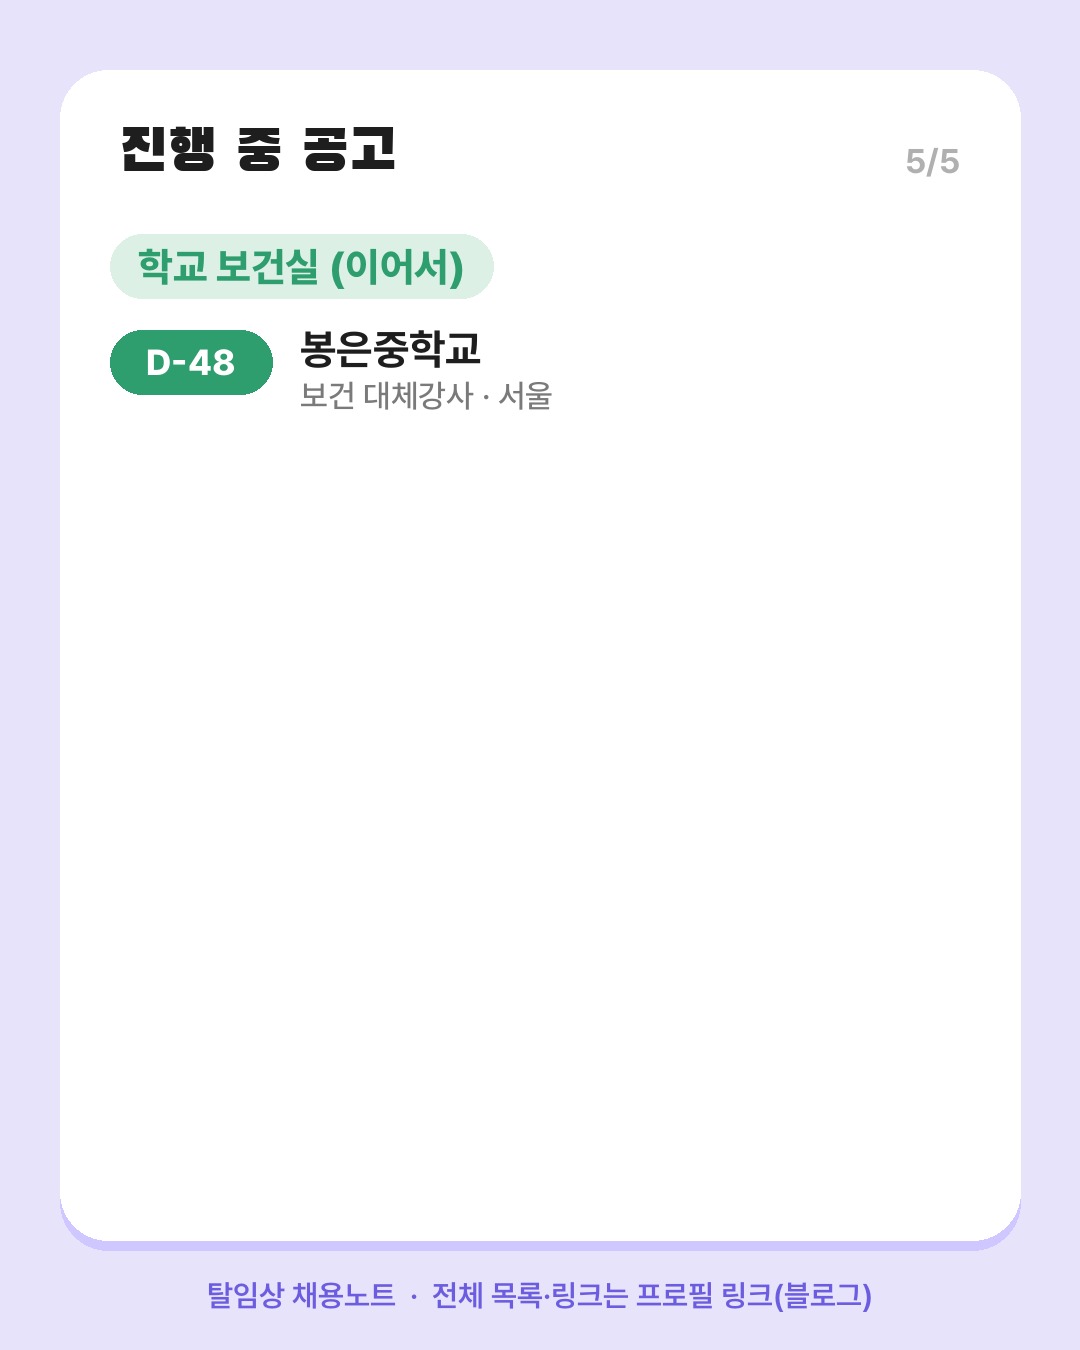 진행 중 공고
5/5
학교 보건실 (이어서)
D-48
봉은중학교
보건 대체강사 · 서울
탈임상 채용노트 · 전체 목록·링크는 프로필 링크(블로그)